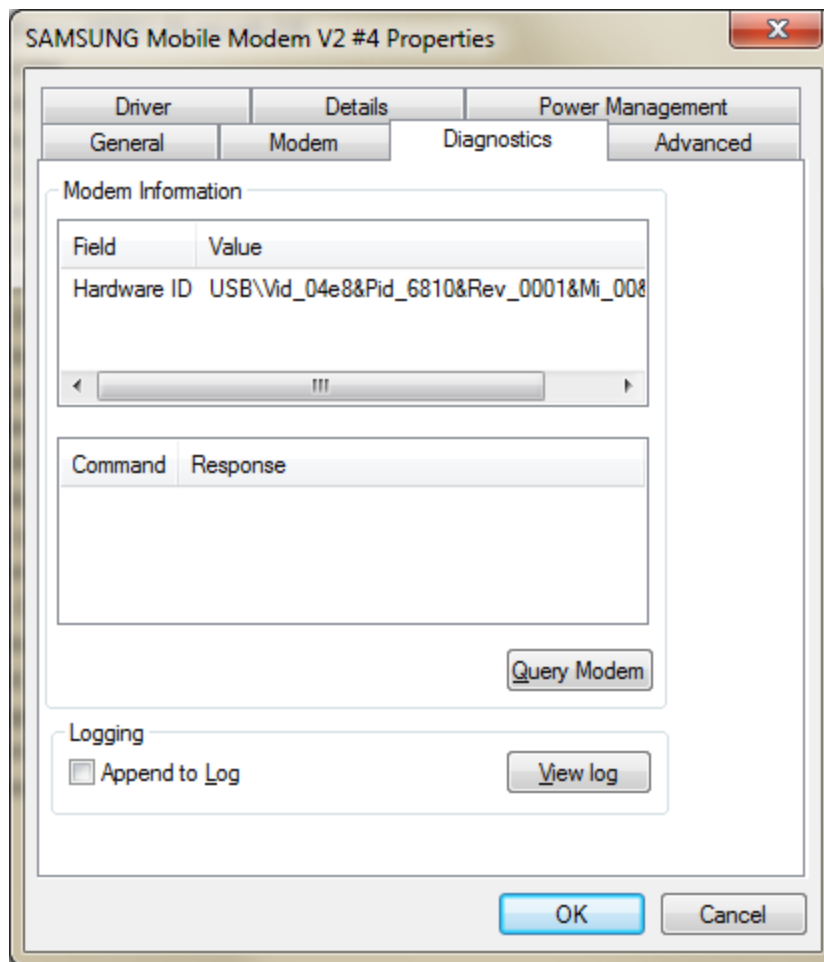 SAMSUNG Mobile Modem V2 #4 Properties
Driver Details Power Management
General Modem Diagnostics Advanced
Modem Information
Field Value
Hardware ID USB\Vid_04e8&Pid_6810&Rev_0001&Mi_00&
Command Response
Query Modem
Logging
Append to Log View log
OK Cancel